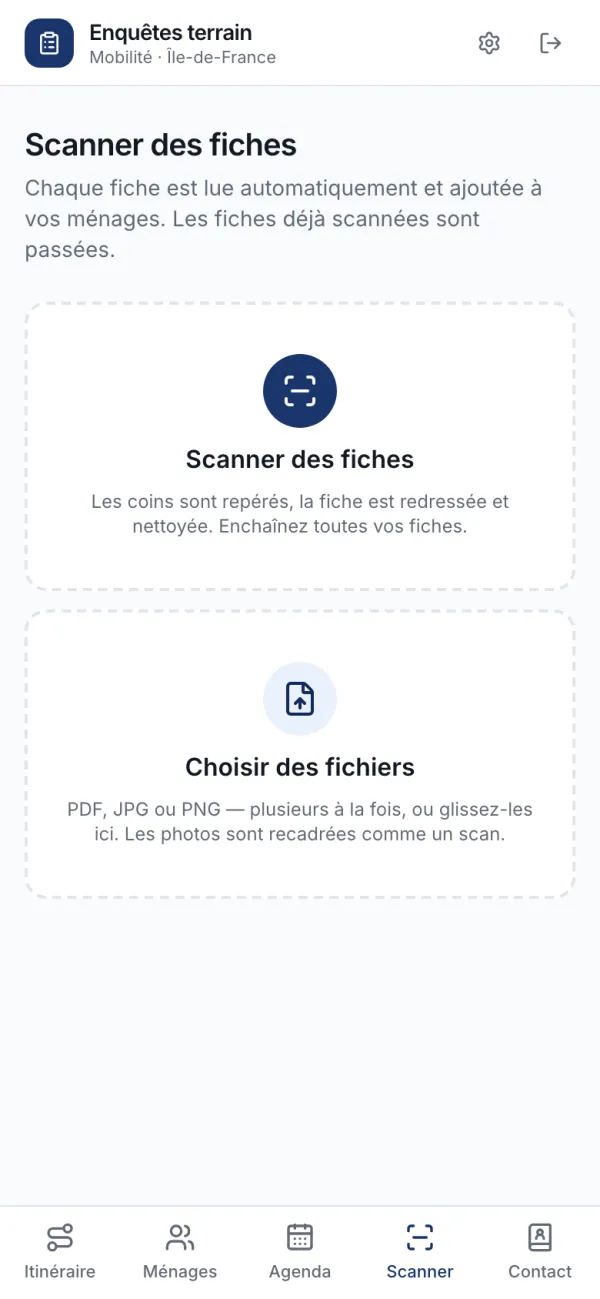 Enquêtes terrain
Mobilité · Île-de-France
Scanner des fiches
Chaque fiche est lue automatiquement et ajoutée à
vos ménages. Les fiches déjà scannées sont
passées.
Scanner des fiches
Les coins sont repérés, la fiche est redressée et
nettoyée. Enchaînez toutes vos fiches.
Choisir des fichiers
PDF, JPG ou PNG — plusieurs à la fois, ou glissez-les
ici. Les photos sont recadrées comme un scan.
Itinéraire
Ménages
Agenda
Scanner
Contact